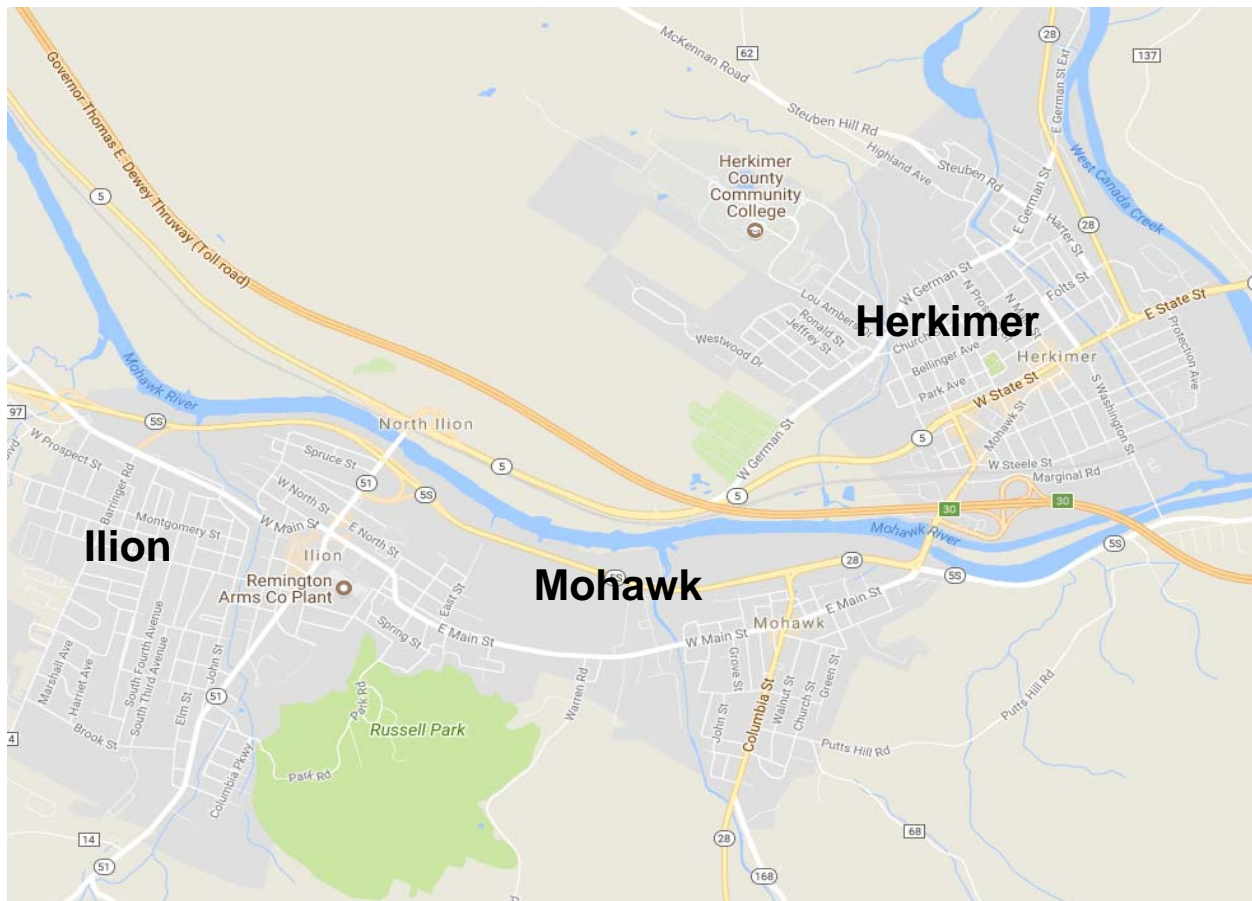 28
62
137
McKennan Road
Governor Thomas E. Dewey Thruway (Toll road)
Steuben Hill Rd
E German St Ext
Highland Ave
Steuben Rd
West Canada Creek
Herkimer
County
Community
College
E German St
5
28
Harter St
W German St
Folts St
N Main St
Lou Ambers
Ronald St
Jeffrey St
Herkimer
E State St
Church
Bellinger Ave
Herkimer
Westwood Dr
Protection Ave
Park Ave
W State St
Mohawk River
S Washington St
97
5S
North Ilion
5
Mohawk St
W German St
W Prospect St
Spruce St
5
W Steele St
Marginal Rd
51
5S
5
Barringer Rd
W North St
30
30
Montgomery St
W Main St
E North St
Mohawk River
5S
Ilion
Ilion
28
5S
Remington
Arms Co Plant
5S
Mohawk
East St
E Main St
Mohawk
Spring St
E Main St
W Main St
Marshall Ave
Harriet Ave
South Fourth Avenue
South Third Avenue
John St
Grove St
Green St
Warren Rd
Park Rd
Putts Hill Rd
Elm St
51
Walnut St
Church St
Russell Park
John St
Columbia St
Brook St
4
Putts Hill Rd
Columbia Pkwy
Park Rd
14
28
68
51
168